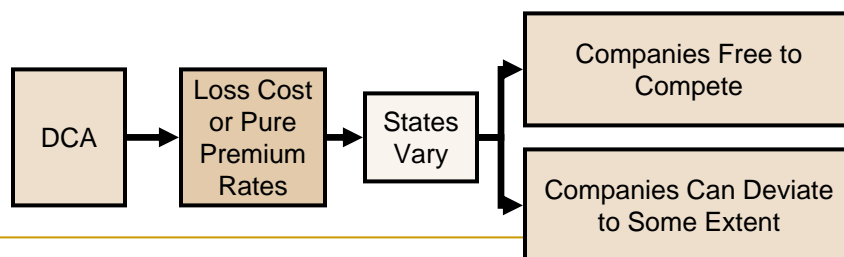 DCA
Loss Cost
or Pure
Premium
Rates
States
Vary
Companies Free to
Compete
Companies Can Deviate
to Some Extent